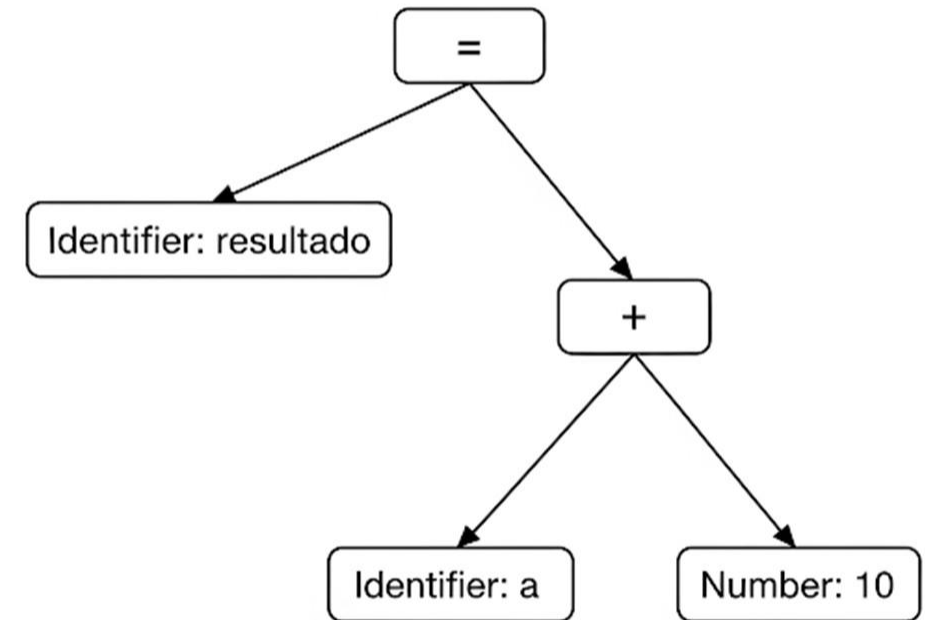 =
Identifier: resultado
+
Identifier: a
Number: 10